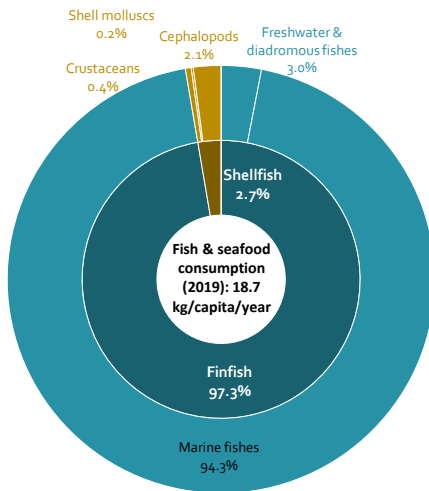 Shell molluscs
0.2%
Cephalopods
2.1%
Freshwater &
diadromous fishes
3.0%
Crustaceans
0.4%
Shellfish
2.7%
Fish & seafood
consumption
(2019): 18.7
kg/capita/year
Finfish
97.3%
Marine fishes
94.3%